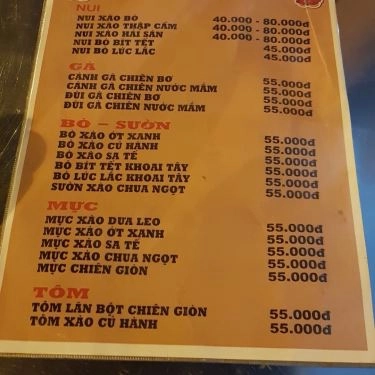 NUI
NUI XÀO BÒ 40.000 - 80.000đ
NUI XÀO THẬP CẨM 40.000 - 80.000đ
NUI XÀO HẢI SẢN 40.000 - 80.000đ
NUI BÒ BÍT TẾT 45.000đ
NUI BÒ LÚC LẮC 45.000đ
GÀ
CÁNH GÀ CHIÊN BƠ 55.000đ
CÁNH GÀ CHIÊN NƯỚC MẮM 55.000đ
ĐÙI GÀ CHIÊN BƠ 55.000đ
ĐÙI GÀ CHIÊN NƯỚC MẮM 55.000đ
BÒ - SƯỜN
BÒ XÀO ỚT XANH 55.000đ
BÒ XÀO CỦ HÀNH 55.000đ
BÒ XÀO SA TẾ 55.000đ
BÒ BÍT TẾT KHOAI TÂY 55.000đ
BÒ LÚC LẮC KHOAI TÂY 55.000đ
SƯỜN XÀO CHUA NGỌT 55.000đ
MỰC
MỰC XÀO DƯA LEO 55.000đ
MỰC XÀO ỚT XANH 55.000đ
MỰC XÀO SA TẾ 55.000đ
MỰC XÀO CHUA NGỌT 55.000đ
MỰC CHIÊN GIÒN 55.000đ
TÔM
TÔM LĂN BỘT CHIÊN GIÒN 55.000đ
TÔM XÀO CỦ HÀNH 55.000đ